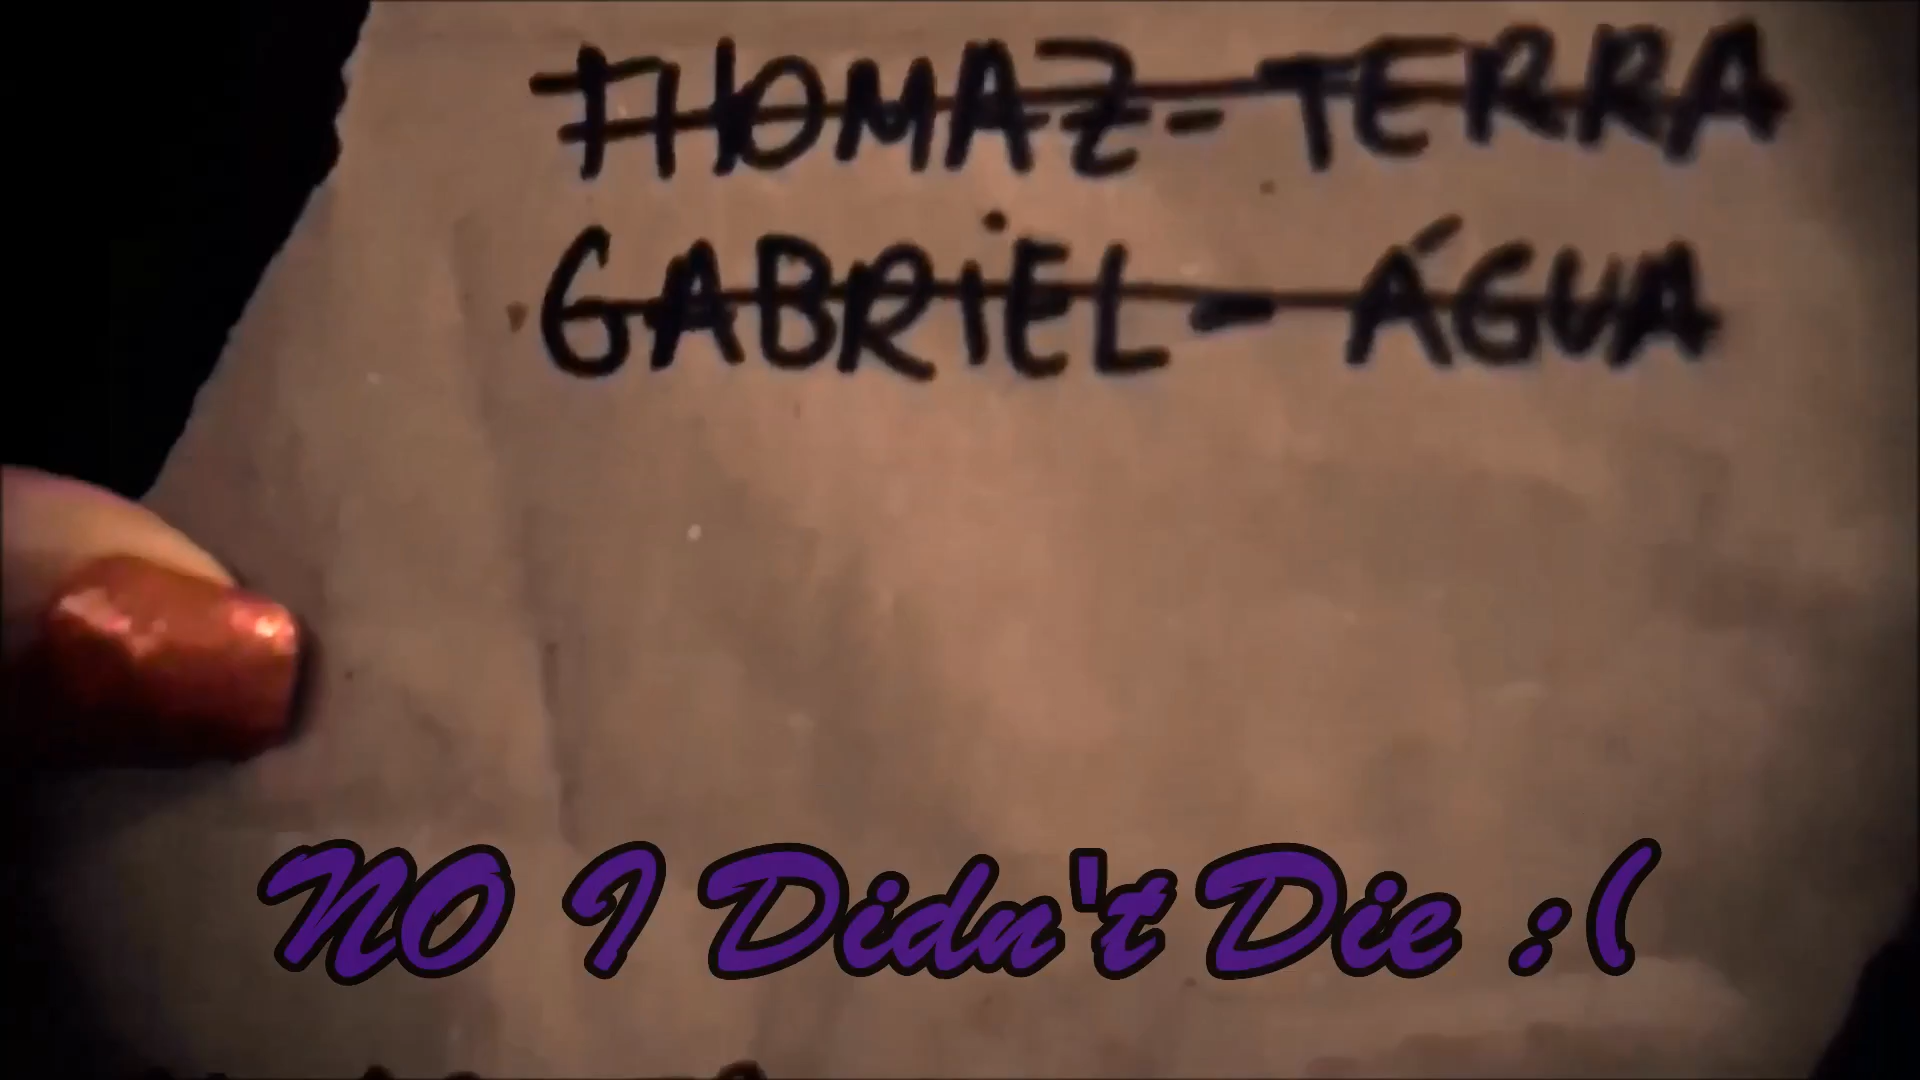 THOMAZ - TERRA
GABRIEL - ÁGUA
NO I Didn't Die :(